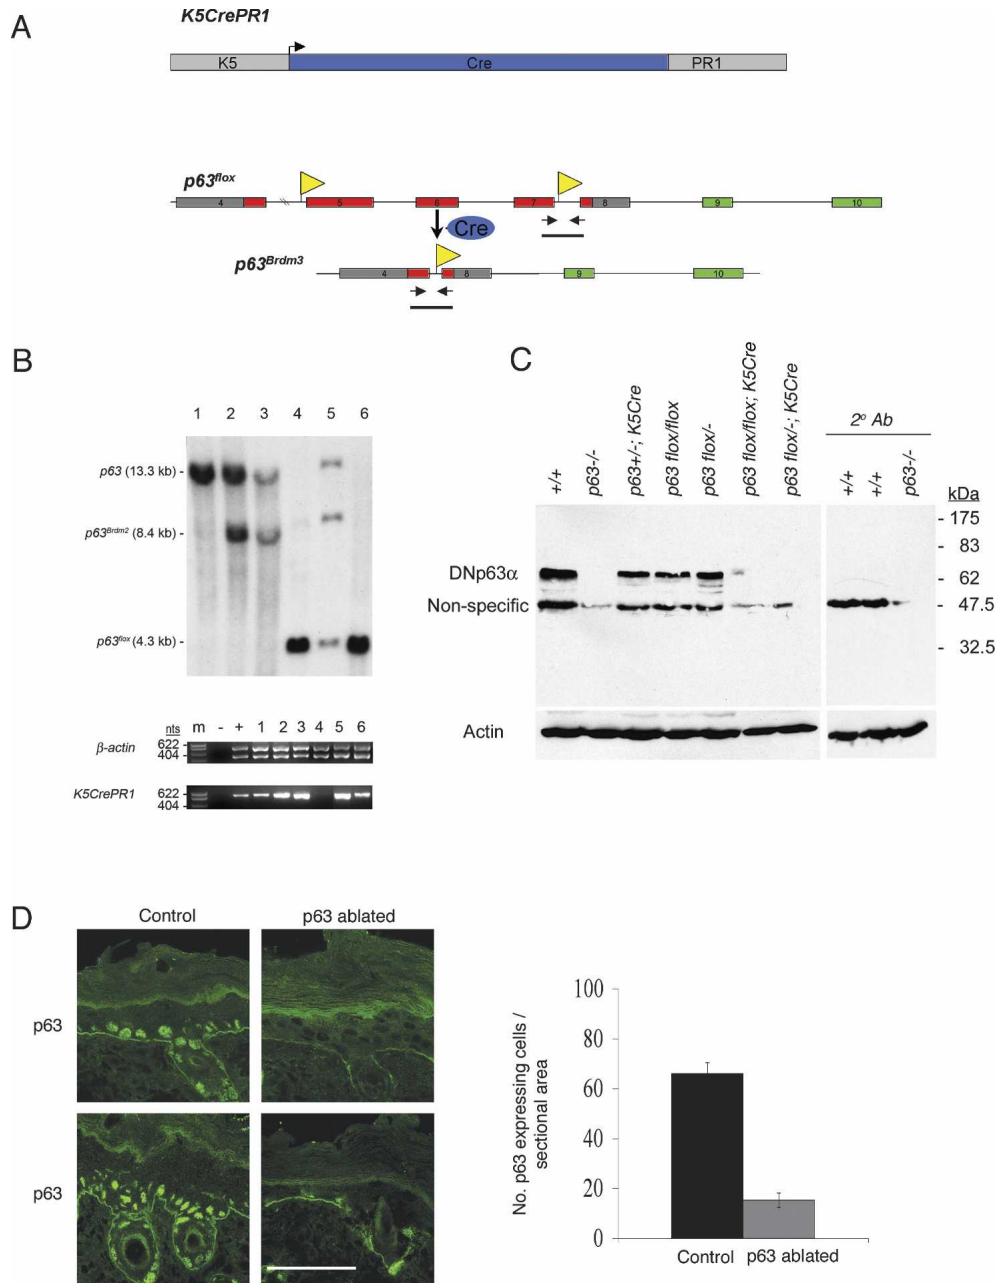 A
K5CrePR1
K5 Cre PR1
p63flox
4 5 6 7 8 9 10
Cre
p63Brdm3
4 8 9 10
B
1 2 3 4 5 6
p63 (13.3 kb) -
p63Brdm2 (8.4 kb) -
p63flox (4.3 kb) -
nts m - + 1 2 3 4 5 6
β-actin 622
404
K5CrePR1 622
404
C
+/+ p63-/- p63+/-; K5Cre p63 flox/flox p63 flox/- p63 flox/flox; K5Cre p63 flox/-; K5Cre
2o Ab
+/+ +/+ p63-/-
kDa
- 175
- 83
DNp63α - 62
Non-specific - 47.5
- 32.5
Actin
D
Control p63 ablated
p63
p63
No. p63 expressing cells /
sectional area
100
80
60
40
20
0
Control p63 ablated